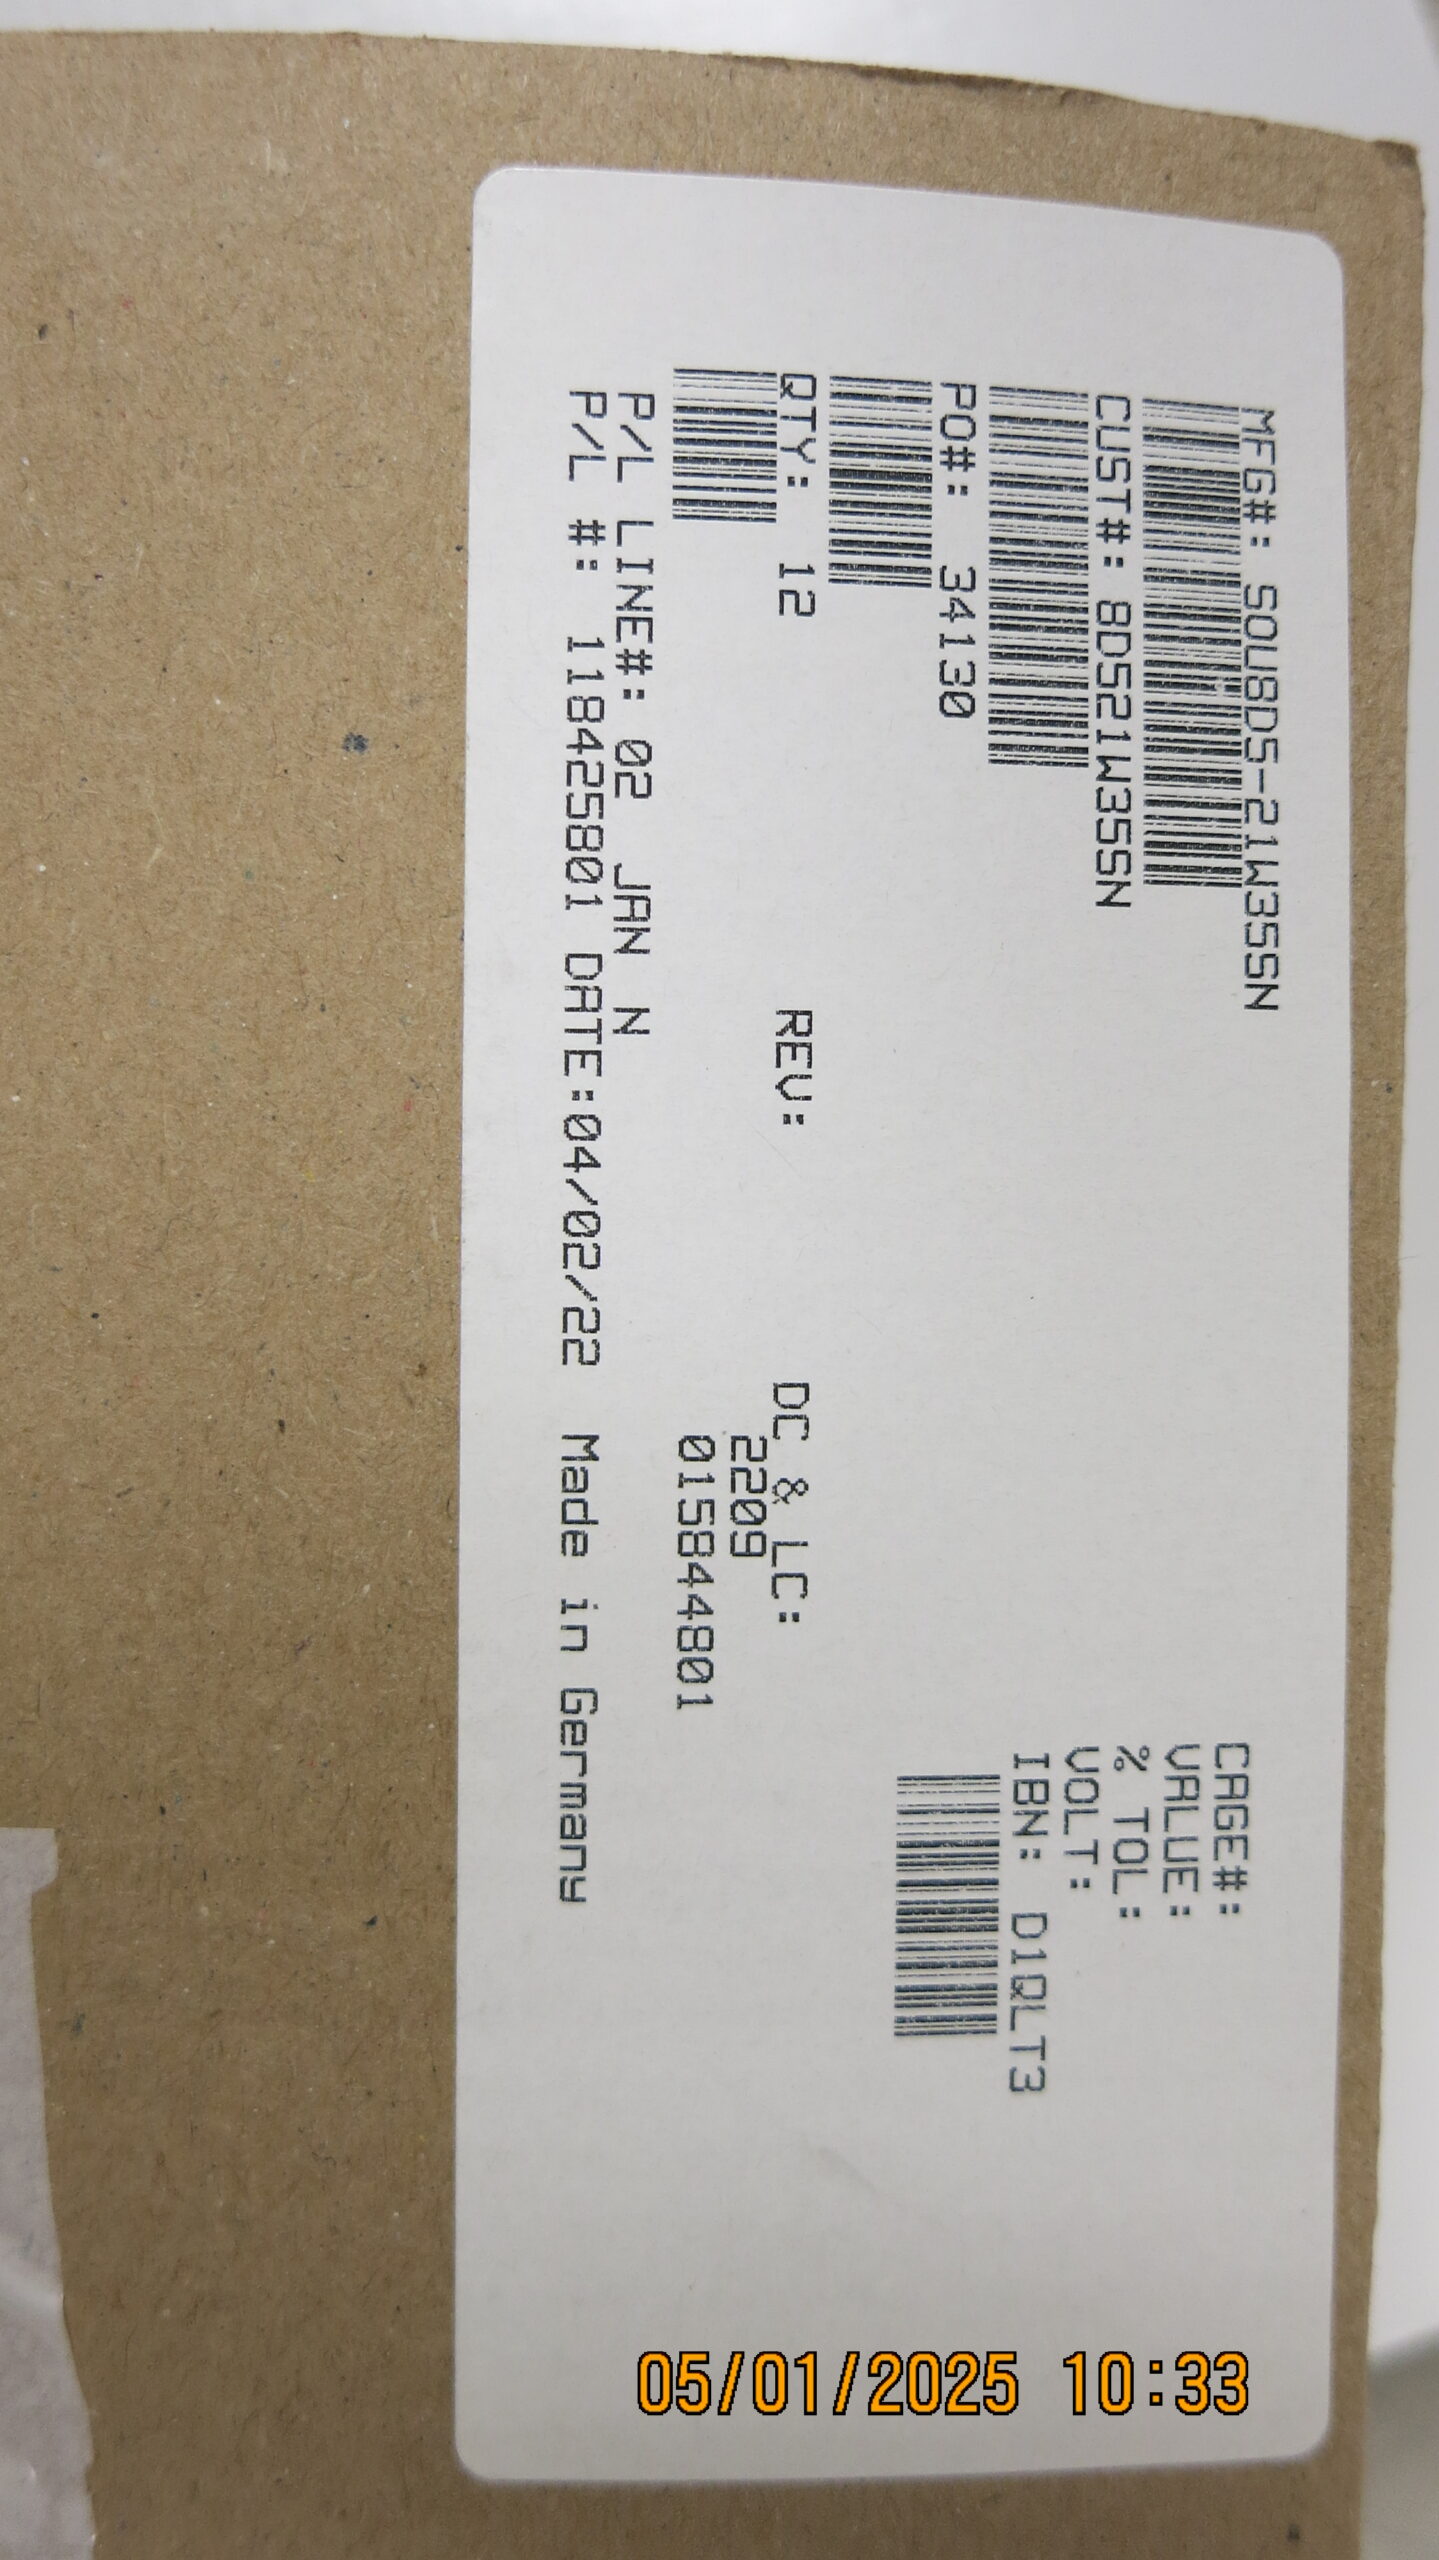 MFG#: SOU8D5-21W35SN
CUST#: 8D521W35SN
PO#: 34130
QTY: 12
REV:
DC & LC:
2209
015844801
P/L LINE#: 02 JAN N
P/L #: 118425801 DATE:04/02/22 Made in Germany
CAGE#:
VALUE:
% TOL:
VOLT:
IBN: D1QLT3
05/01/2025 10:33